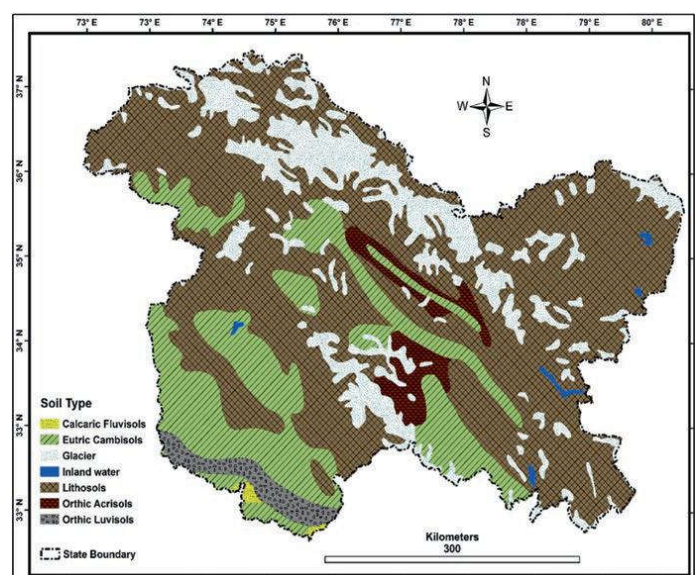 73° E 73° E 74° E 75° E 76° E 77° E 78° E 79° E 80° E
37° N
36° N
35° N
34° N
33° N
33° N
N
W E
S
Soil Type
Calcaric Fluvisols
Eutric Cambisols
Glacier
Inland water
Lithosols
Orthic Acrisols
Orthic Luvisols
State Boundary
Kilometers
300